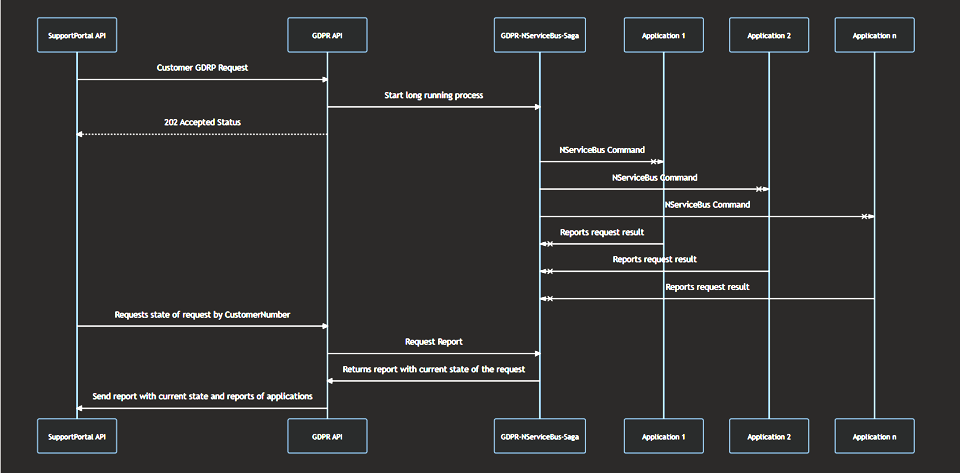 SupportPortal API
GDPR API
GDPR-NServiceBus-Saga
Application 1
Application 2
Application n
Customer GDRP Request
Start long running process
202 Accepted Status
NServiceBus Command
NServiceBus Command
NServiceBus Command
Reports request result
Reports request result
Reports request result
Requests state of request by CustomerNumber
Request Report
Returns report with current state of the request
Send report with current state and reports of applications
SupportPortal API
GDPR API
GDPR-NServiceBus-Saga
Application 1
Application 2
Application n